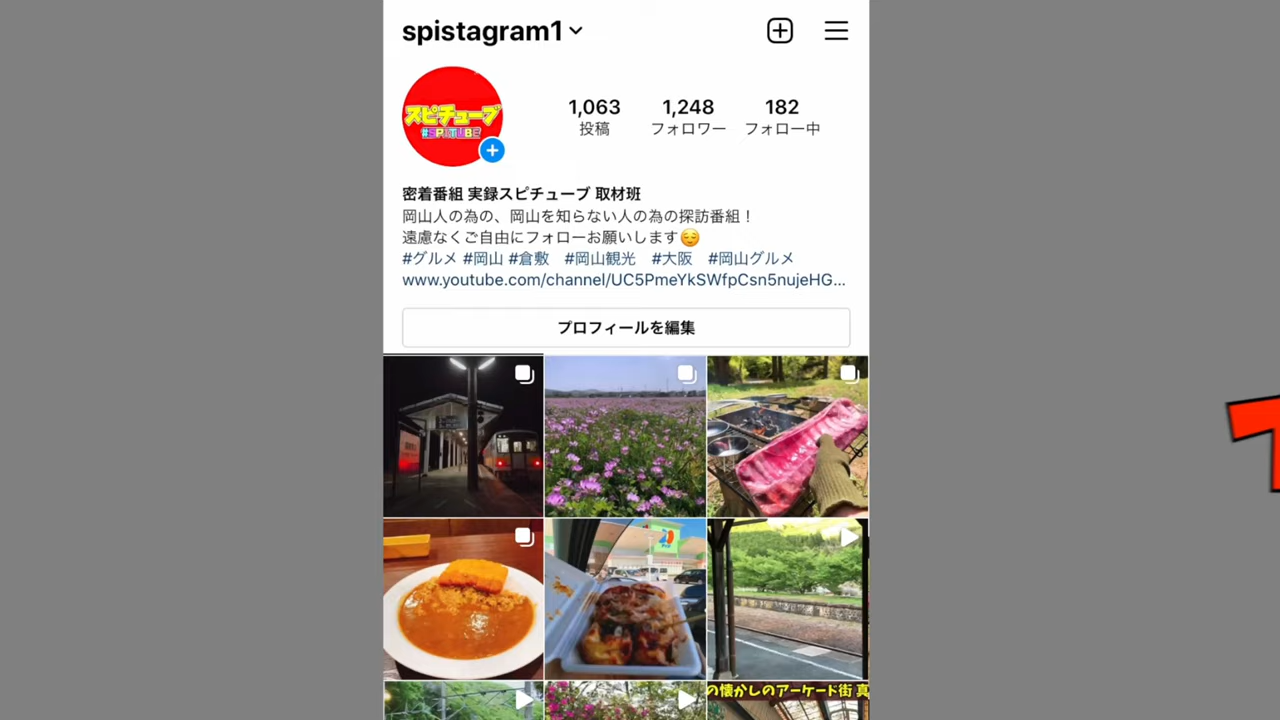 spistagram1
スピチューブ
#SPITUBE
1,063
投稿
1,248
フォロワー
182
フォロー中
密着番組 実録スピチューブ 取材班
岡山人の為の、岡山を知らない人の為の探訪番組！
遠慮なくご自由にフォローお願いします😌
#グルメ #岡山 #倉敷　#岡山観光　#大阪　#岡山グルメ
www.youtube.com/channel/UC5PmeYkSWfpCsn5nujeHG...
プロフィールを編集
の懐かしのアーケード街 真